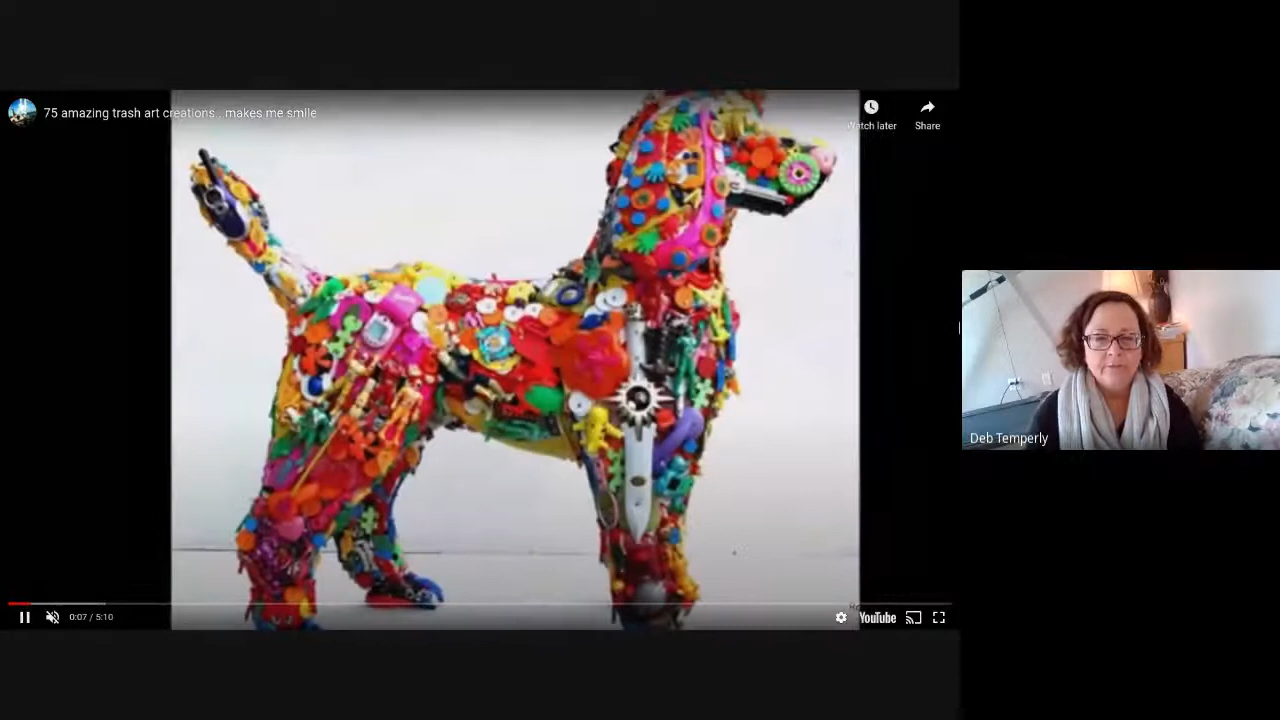 75 amazing trash art creations... makes me smile
Watch later
Share
Deb Temperly
0:07 / 5:10
YouTube